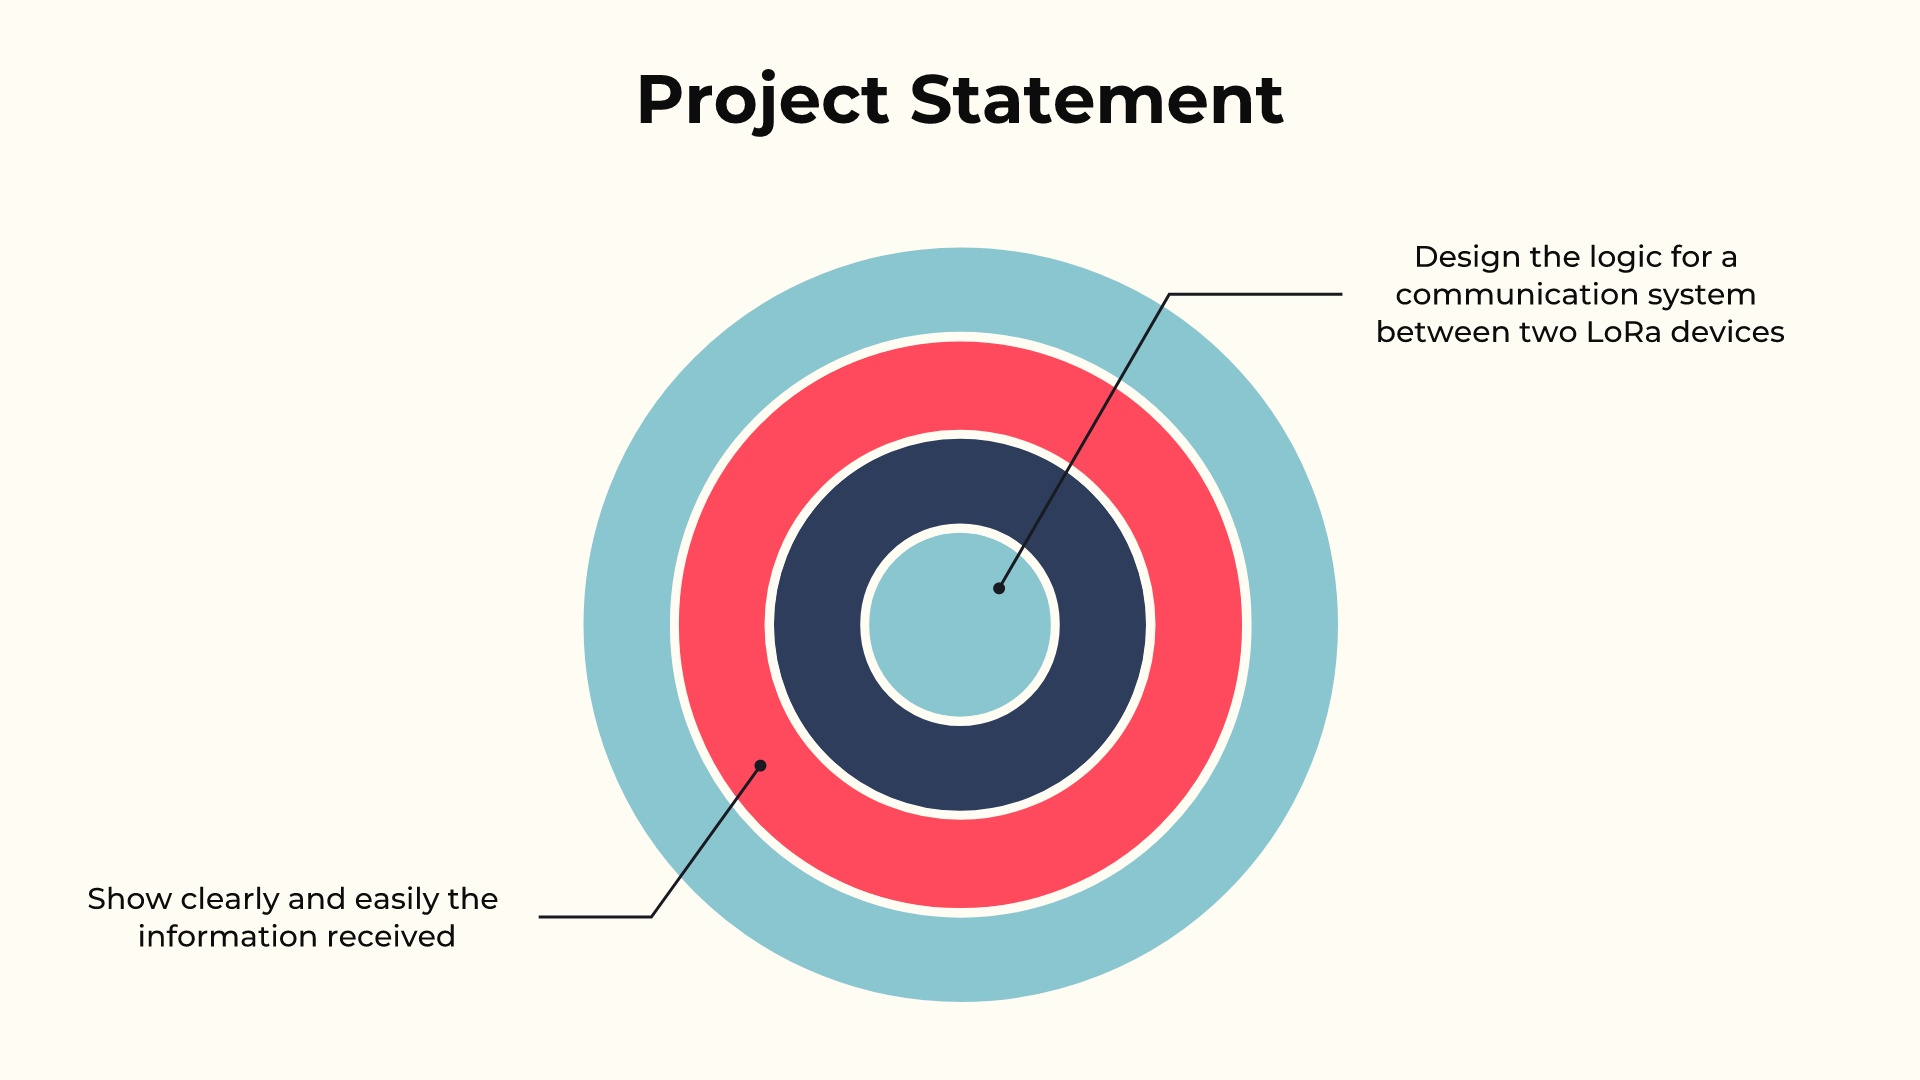 Project Statement
Design the logic for a
communication system
between two LoRa devices
Show clearly and easily the
information received